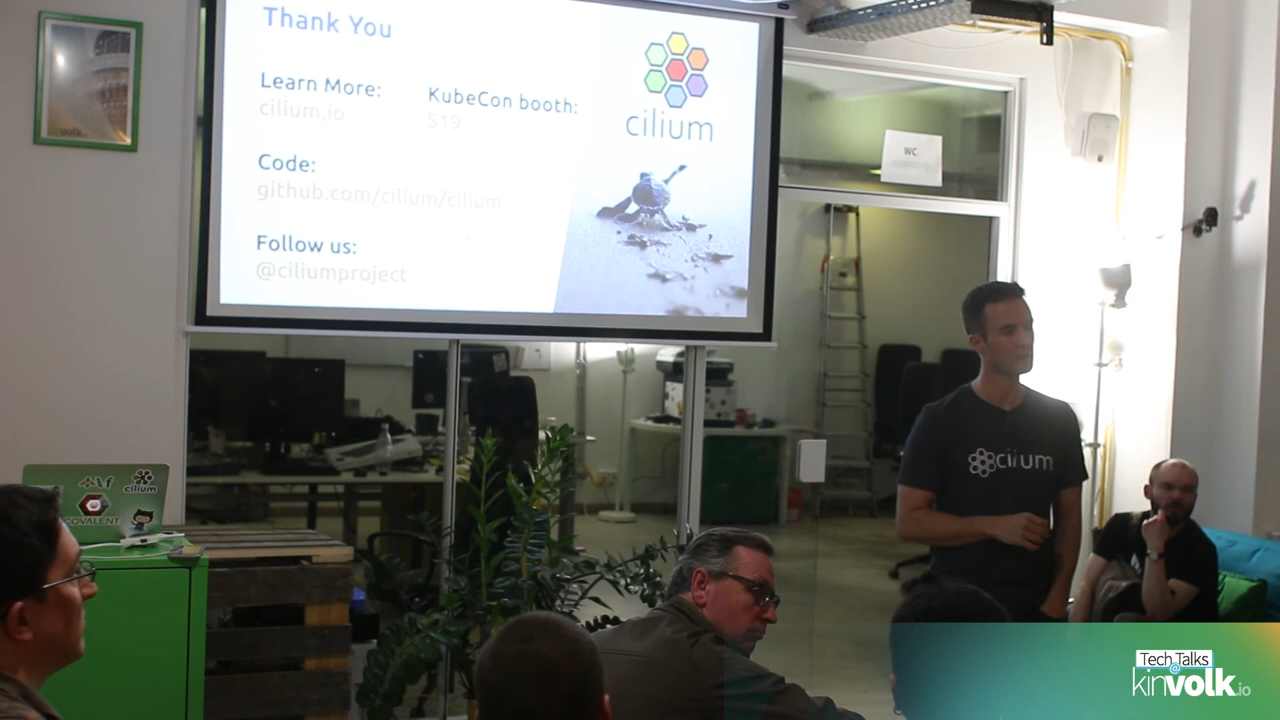 Thank You
Learn More:
cilium.io
KubeCon booth:
S19
Code:
github.com/cilium/cilium
Follow us:
@ciliumproject
cilium
WC
volk
cilium
COVALENT
cilium
Tech Talks
@
kinvolk.io